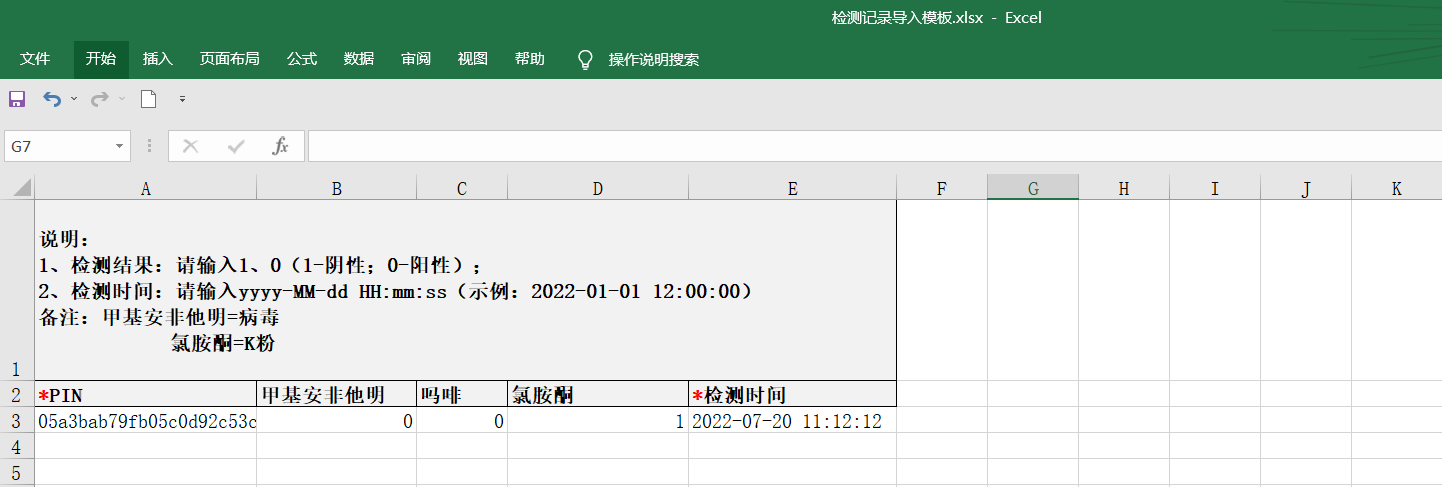 检测记录导入模板.xlsx - Excel
文件 开始 插入 页面布局 公式 数据 审阅 视图 帮助 操作说明搜索
G7 fx
A B C D E F G H I J K
说明：
1、检测结果：请输入1、0（1-阴性；0-阳性）；
2、检测时间：请输入yyyy-MM-dd HH:mm:ss（示例：2022-01-01 12:00:00）
备注：甲基安非他明=病毒
氯胺酮=K粉
1
2 *PIN 甲基安非他明 吗啡 氯胺酮 *检测时间
3 05a3bab79fb05c0d92c53c 0 0 1 2022-07-20 11:12:12
4
5